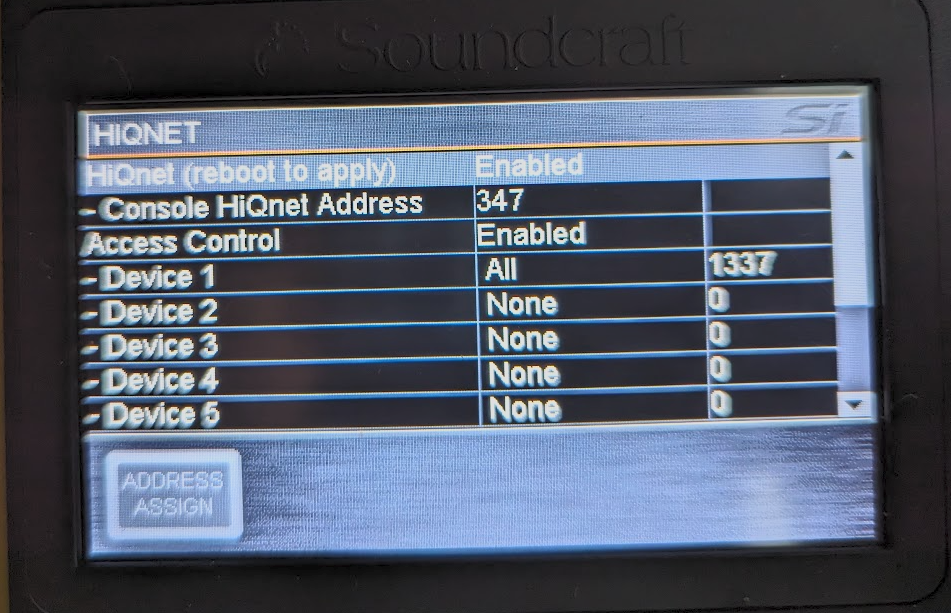 Soundcraft
HiQNET
Si
HiQnet (reboot to apply) Enabled
- Console HiQnet Address 347
Access Control Enabled
- Device 1 All 1337
- Device 2 None 0
- Device 3 None 0
- Device 4 None 0
- Device 5 None 0
ADDRESS
ASSIGN